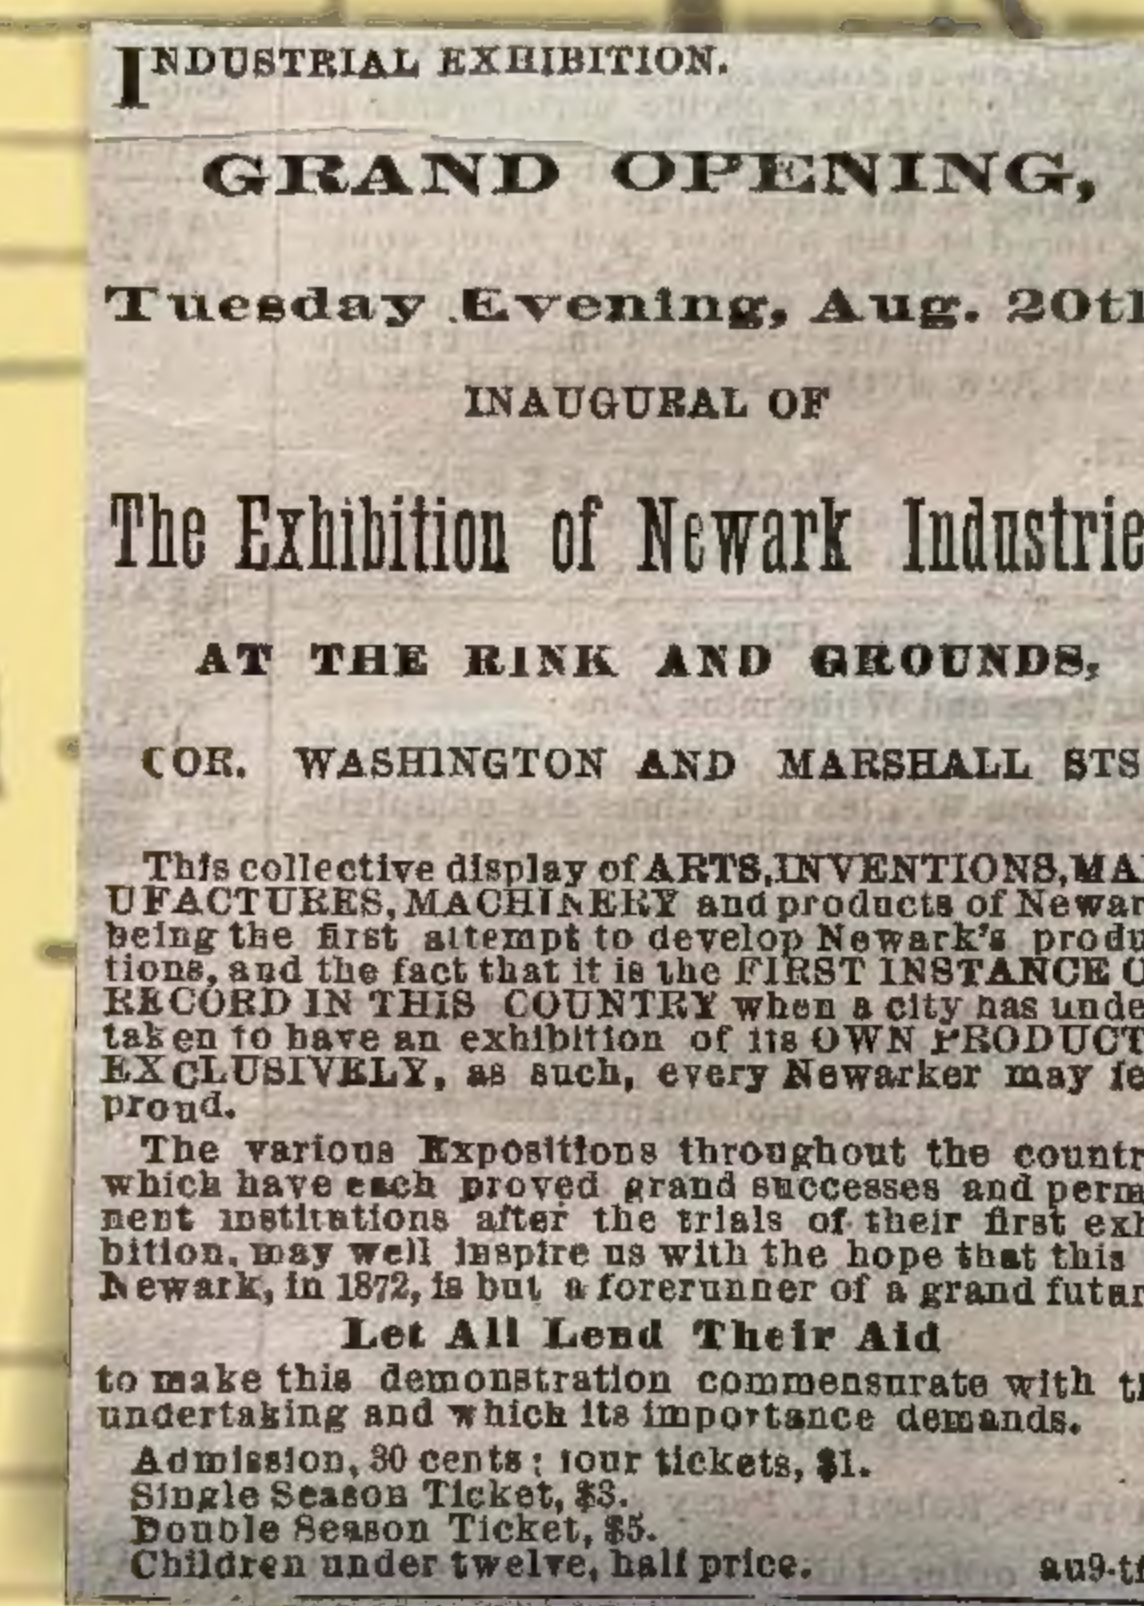 INDUSTRIAL EXHIBITION.
GRAND OPENING,
Tuesday Evening, Aug. 20th
INAUGURAL OF
The Exhibition of Newark Industrie
AT THE RINK AND GROUNDS,
COR. WASHINGTON AND MARSHALL STS
This collective display of ARTS, INVENTIONS, MA
UFACTURES, MACHINERY and products of Newar
being the first attempt to develop Newark's produ
tions, and the fact that it is the FIRST INSTANCE O
RECORD IN THIS COUNTRY when a city has unde
taken to have an exhibition of its OWN PRODUCT
EXCLUSIVELY, as such, every Newarker may fe
proud.
The various Expositions throughout the countr
which have each proved grand successes and perma
nent institutions after the trials of their first exh
bition, may well inspire us with the hope that this
Newark, in 1872, is but a forerunner of a grand futur
Let All Lend Their Aid
to make this demonstration commensurate with th
undertaking and which its importance demands.
Admission, 30 cents; four tickets, $1.
Single Season Ticket, $3.
Double Season Ticket, $5.
Children under twelve, half price. au9-tf